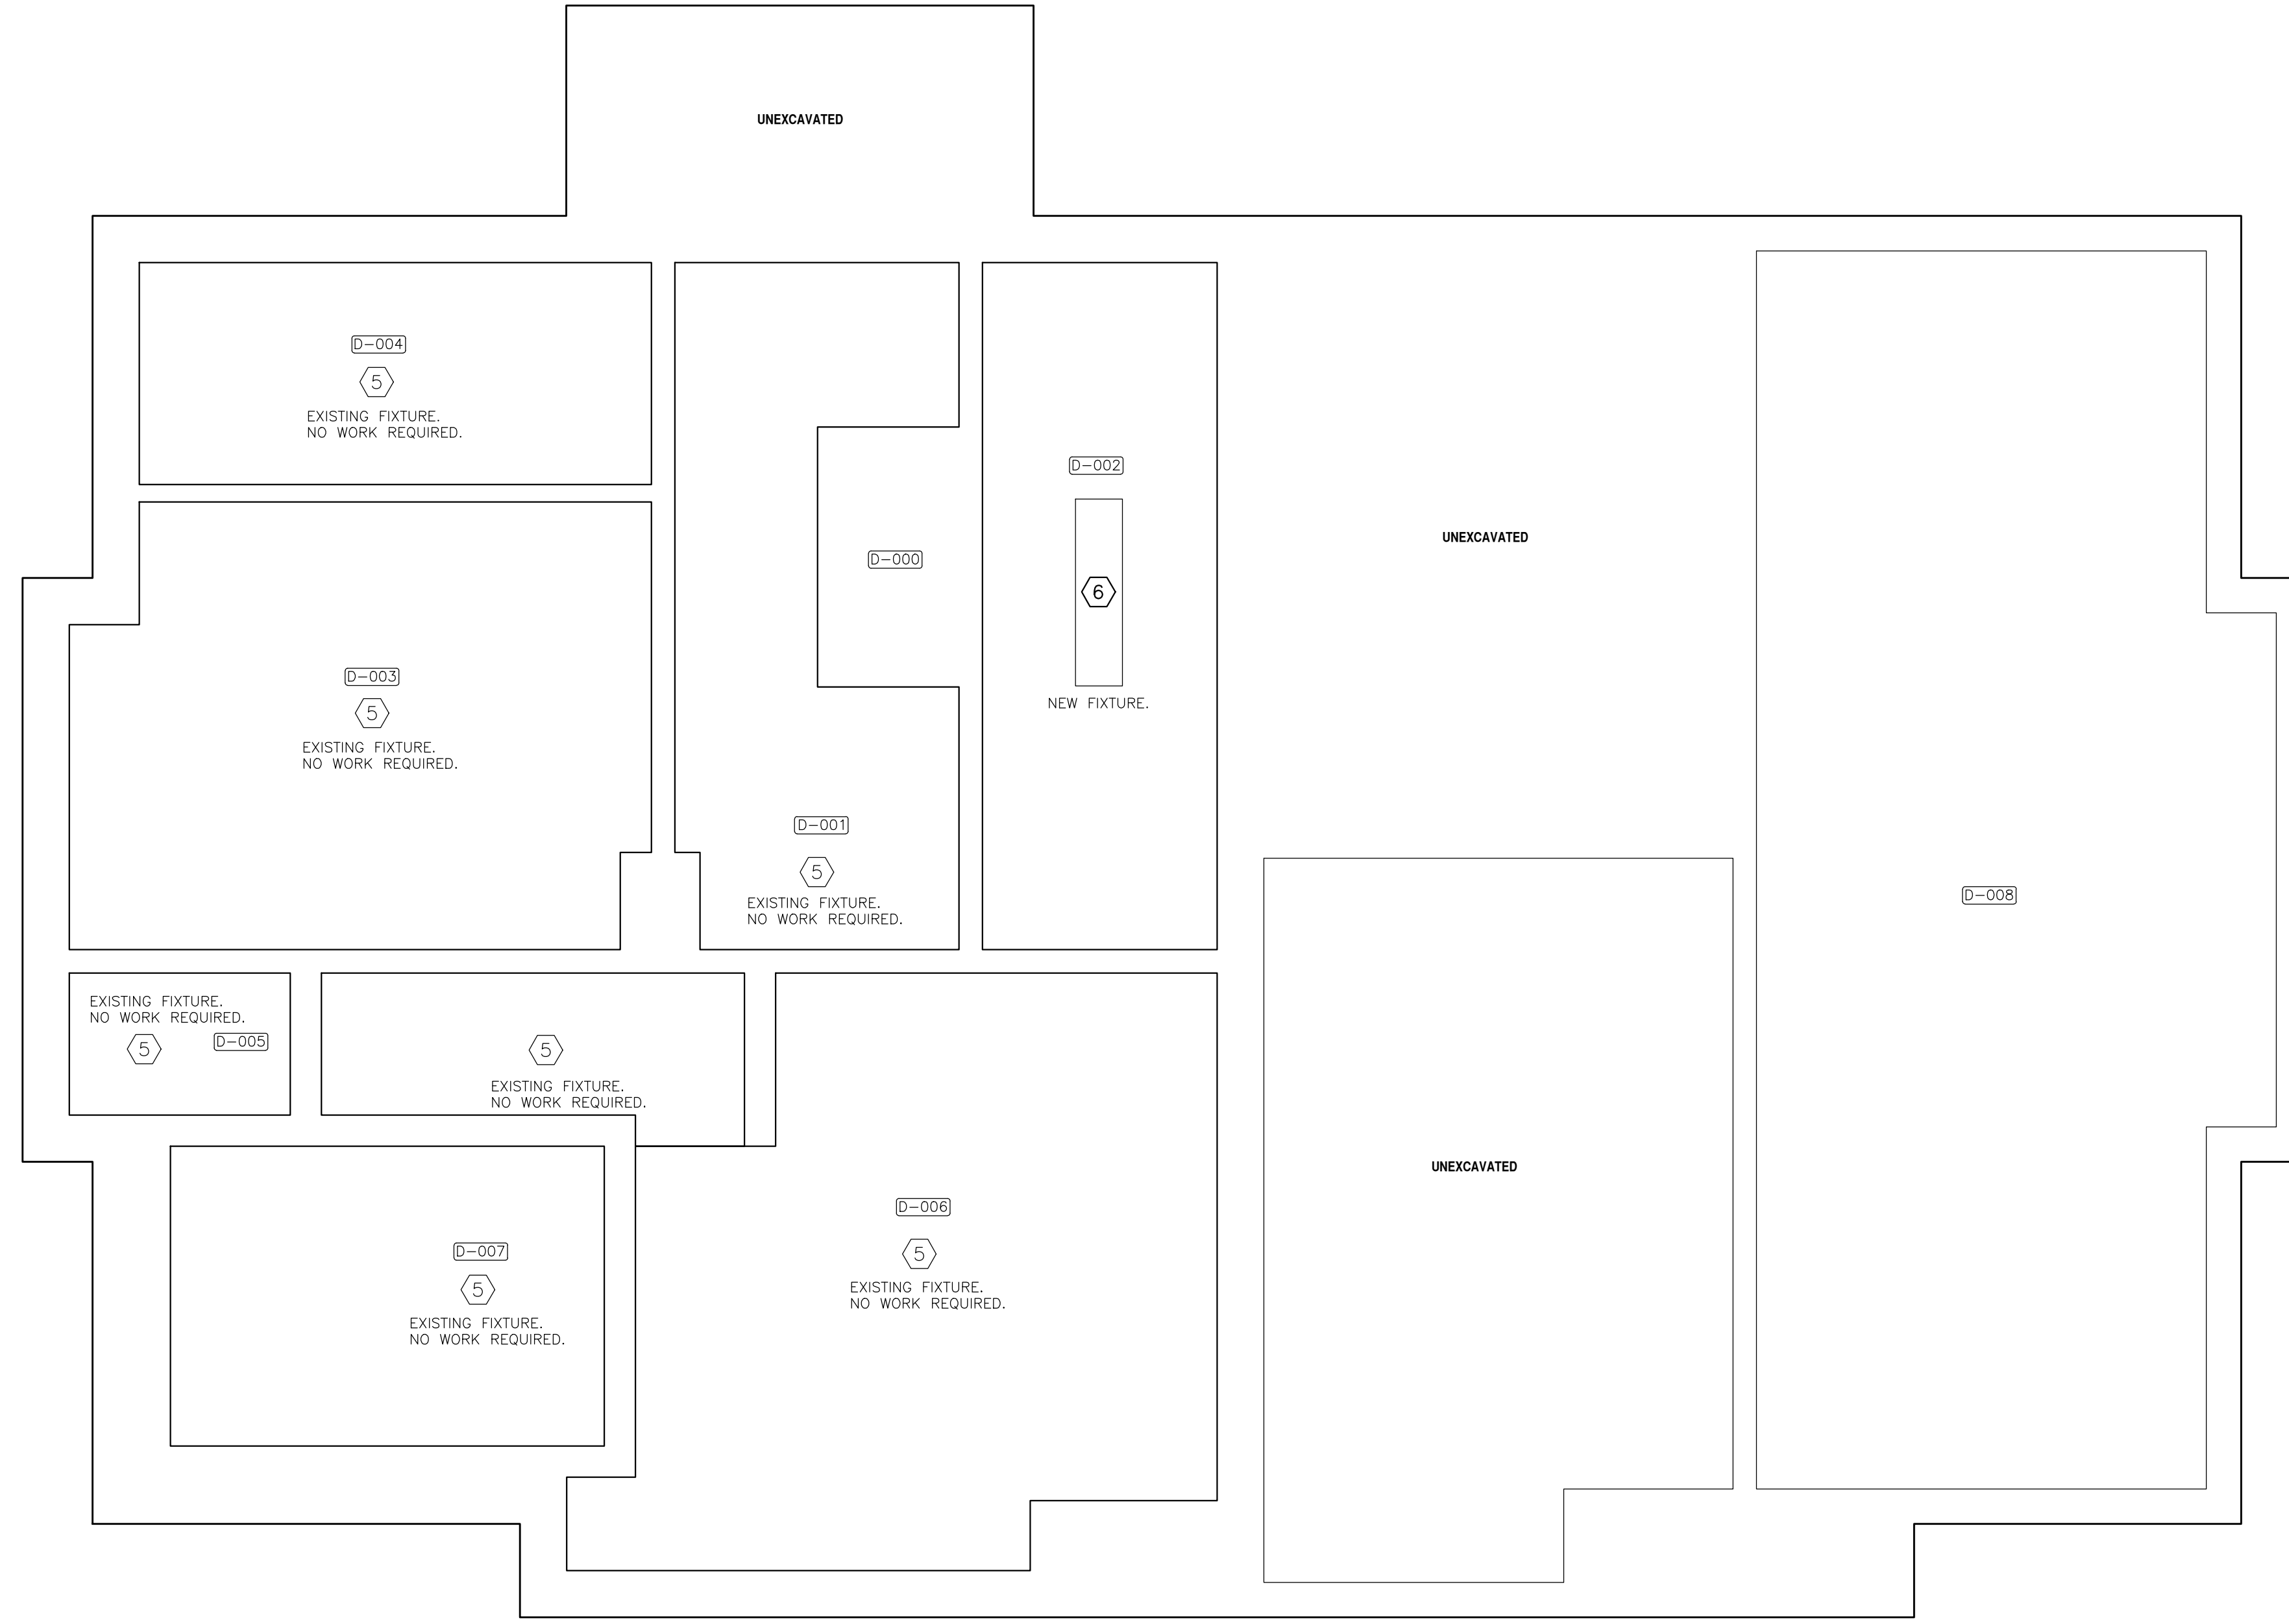 UNEXCAVATED
D-004
5
EXISTING FIXTURE.
NO WORK REQUIRED.
D-002
UNEXCAVATED
D-000
6
D-003
5
NEW FIXTURE.
EXISTING FIXTURE.
NO WORK REQUIRED.
D-001
5
EXISTING FIXTURE.
NO WORK REQUIRED.
D-008
EXISTING FIXTURE.
NO WORK REQUIRED.
5
D-005
5
EXISTING FIXTURE.
NO WORK REQUIRED.
UNEXCAVATED
D-006
5
EXISTING FIXTURE.
NO WORK REQUIRED.
D-007
5
EXISTING FIXTURE.
NO WORK REQUIRED.